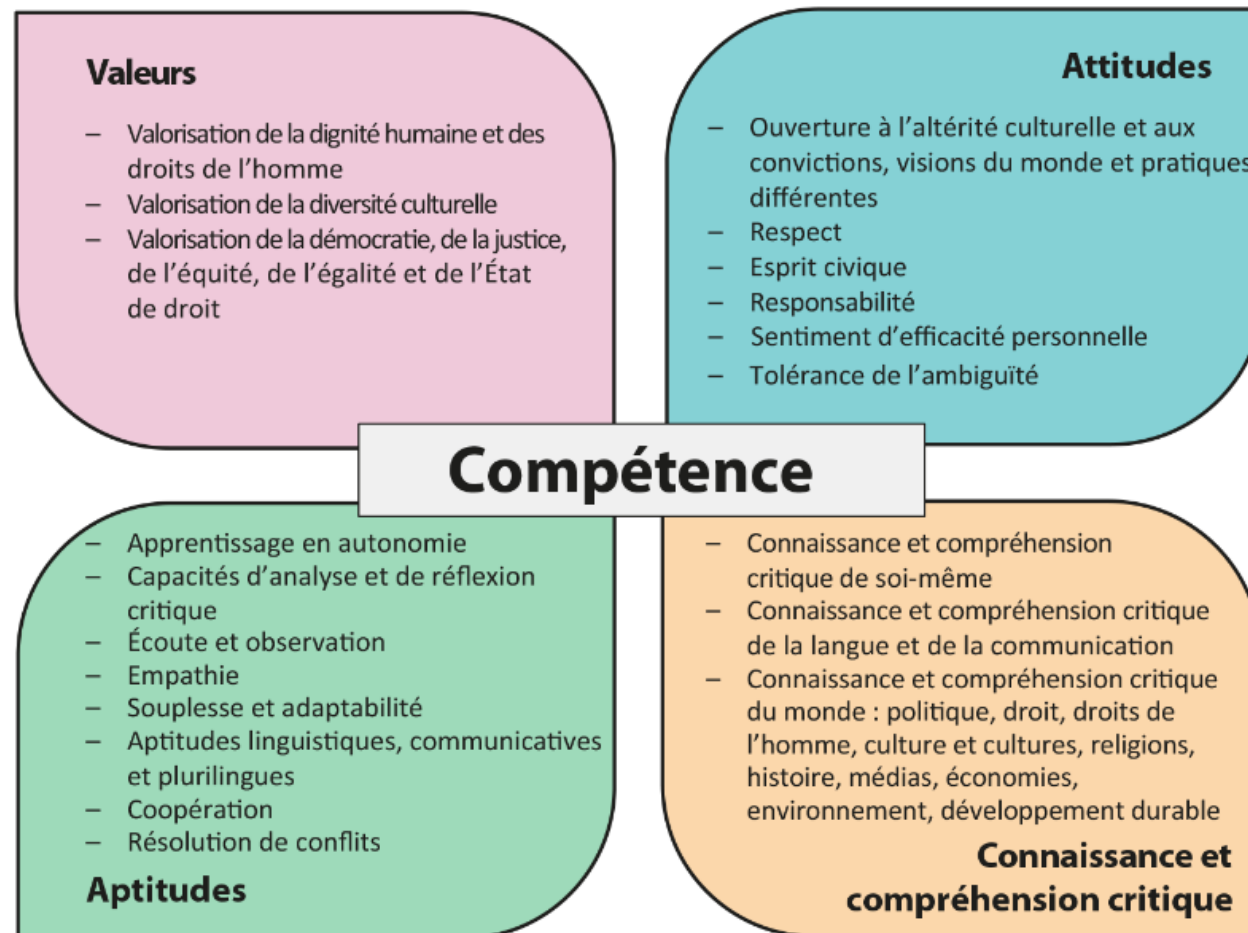 Valeurs
– Valorisation de la dignité humaine et des
droits de l’homme
– Valorisation de la diversité culturelle
– Valorisation de la démocratie, de la justice,
de l’équité, de l’égalité et de l’État
de droit
Attitudes
– Ouverture à l’altérité culturelle et aux
convictions, visions du monde et pratiques
différentes
– Respect
– Esprit civique
– Responsabilité
– Sentiment d’efficacité personnelle
– Tolérance de l’ambiguïté
Compétence
– Apprentissage en autonomie
– Capacités d’analyse et de réflexion
critique
– Écoute et observation
– Empathie
– Souplesse et adaptabilité
– Aptitudes linguistiques, communicatives
et plurilingues
– Coopération
– Résolution de conflits
Aptitudes
– Connaissance et compréhension
critique de soi-même
– Connaissance et compréhension critique
de la langue et de la communication
– Connaissance et compréhension critique
du monde : politique, droit, droits de
l’homme, culture et cultures, religions,
histoire, médias, économies,
environnement, développement durable
Connaissance et
compréhension critique